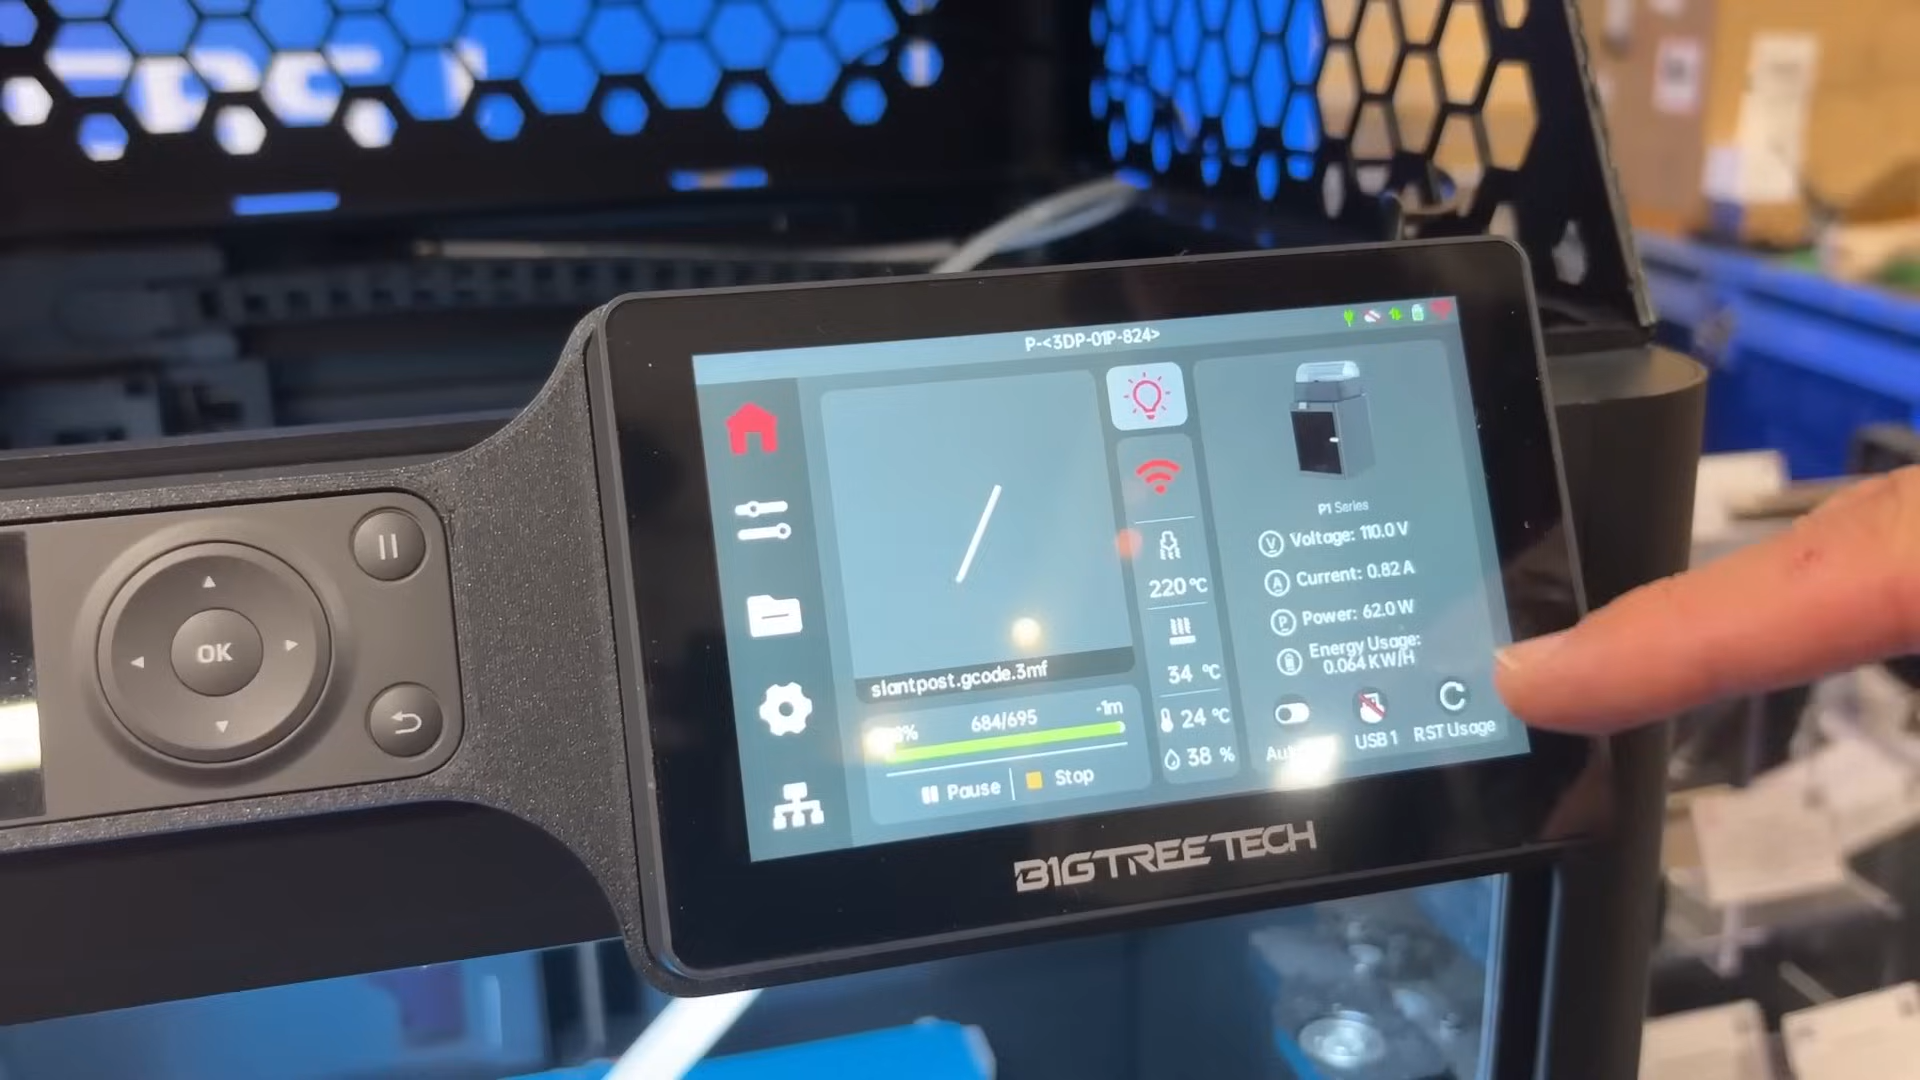 P-<3DP-01P-824>
P1 Series
Voltage: 110.0 V
Current: 0.82 A
Power: 62.0 W
Energy Usage:
0.064 KW/H
220 °C
34 °C
24 °C
38 %
slantpost.gcode.3mf
684/695
-1m
Pause
Stop
USB 1
RST Usage
OK
BIGTREETECH